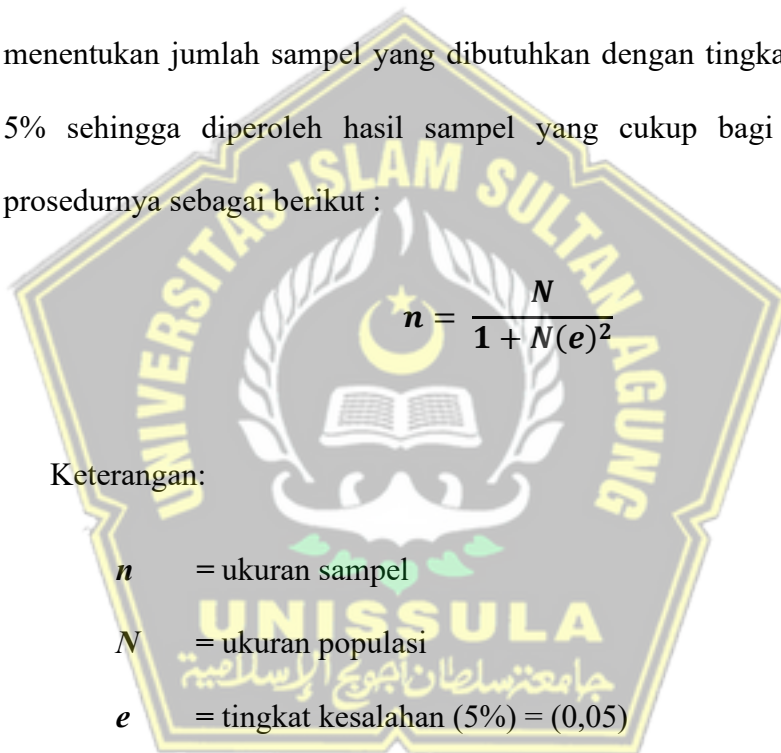 menentukan jumlah sampel yang dibutuhkan dengan
5% sehingga diperoleh hasil sampel yang cukup bagi
prosedurnya sebagai berikut :
UNIVERSITAS ISLAM SULTAN AGUNG
n = N / 1 + N(e)²
Keterangan:
n = ukuran sampel
UNISSULA
N = ukuran populasi
جامعة سلطان أجونج الإسلامية
e = tingkat kesalahan (5%) = (0,05)